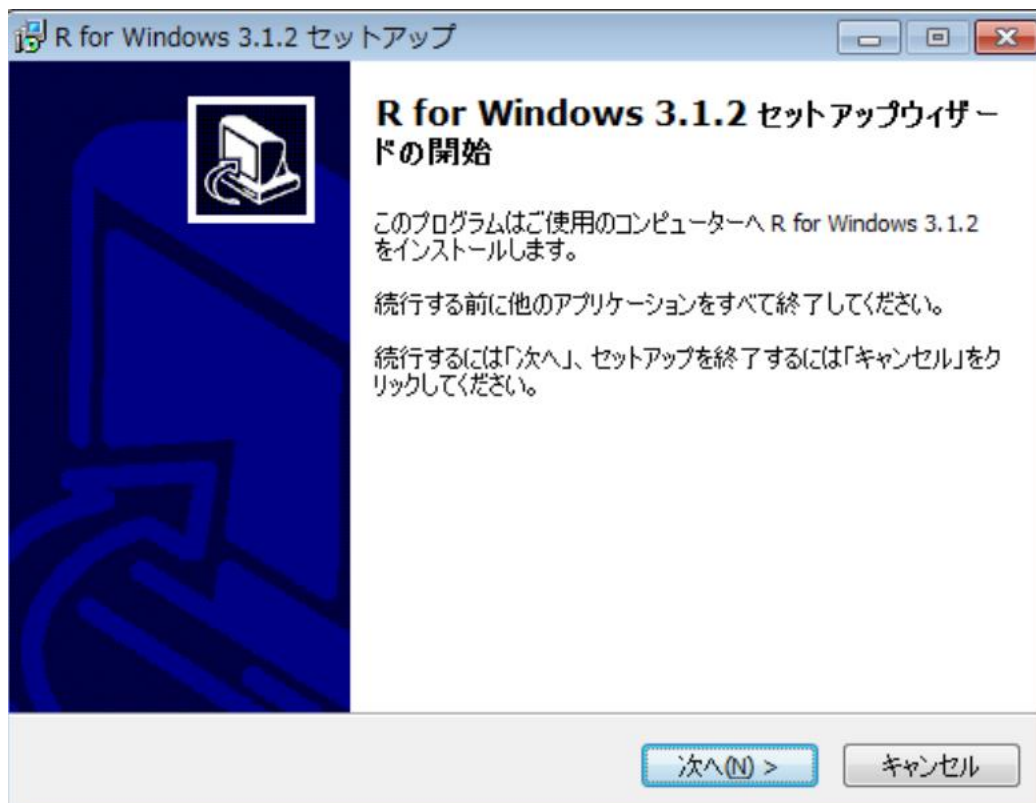 R for Windows 3.1.2 セットアップ
R for Windows 3.1.2 セットアップウィザー
ドの開始
このプログラムはご使用のコンピューターへ R for Windows 3.1.2
をインストールします。
続行する前に他のアプリケーションをすべて終了してください。
続行するには「次へ」、セットアップを終了するには「キャンセル」をク
リックしてください。
次へ(N) >
キャンセル